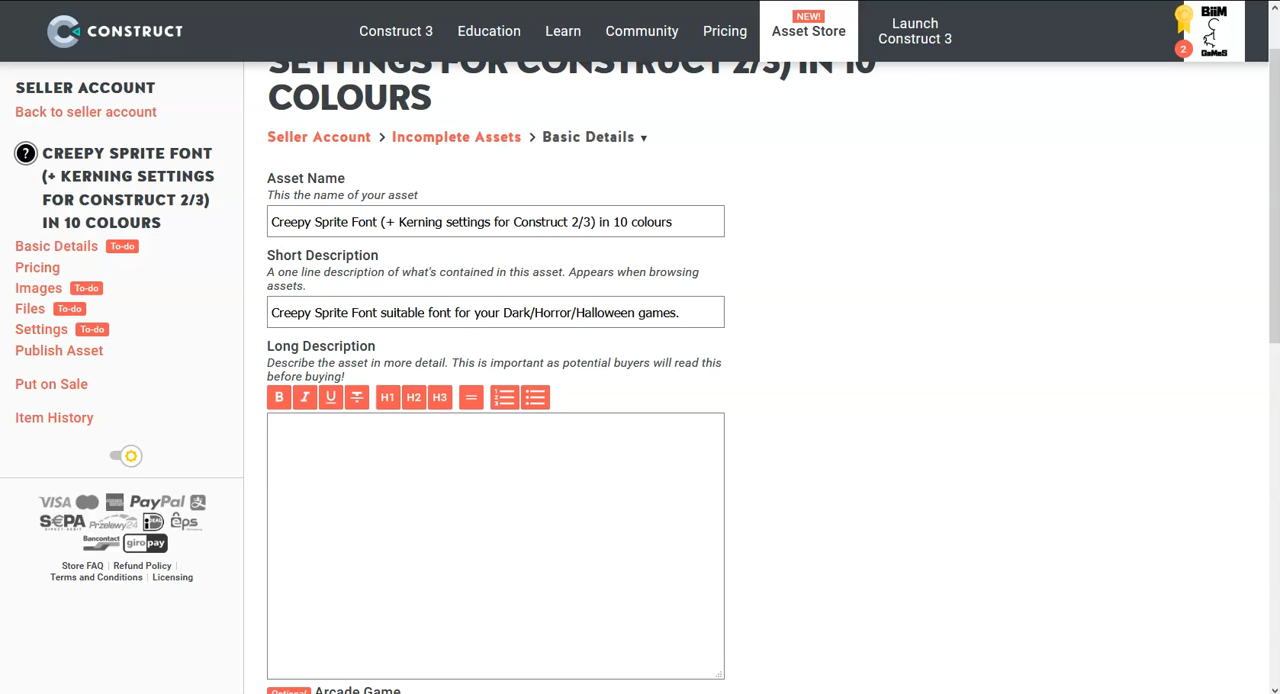 CONSTRUCT
Construct 3
Education
Learn
Community
Pricing
NEW!
Asset Store
Launch
Construct 3
2
BiiM
GaMeS
SELLER ACCOUNT
Back to seller account
? CREEPY SPRITE FONT
(+ KERNING SETTINGS
FOR CONSTRUCT 2/3)
IN 10 COLOURS
Basic Details To-do
Pricing
Images To-do
Files To-do
Settings To-do
Publish Asset
Put on Sale
Item History
VISA PayPal
SEPA DIRECT DEBIT Przelewy24 eps
Bancontact giropay
Store FAQ | Refund Policy |
Terms and Conditions | Licensing
SETTINGS FOR CONSTRUCT 2/3) IN 10
COLOURS
Seller Account > Incomplete Assets > Basic Details ▾
Asset Name
This the name of your asset
Creepy Sprite Font (+ Kerning settings for Construct 2/3) in 10 colours
Short Description
A one line description of what's contained in this asset. Appears when browsing
assets.
Creepy Sprite Font suitable font for your Dark/Horror/Halloween games.
Long Description
Describe the asset in more detail. This is important as potential buyers will read this
before buying!
B I U T H1 H2 H3
Optional Arcade Game